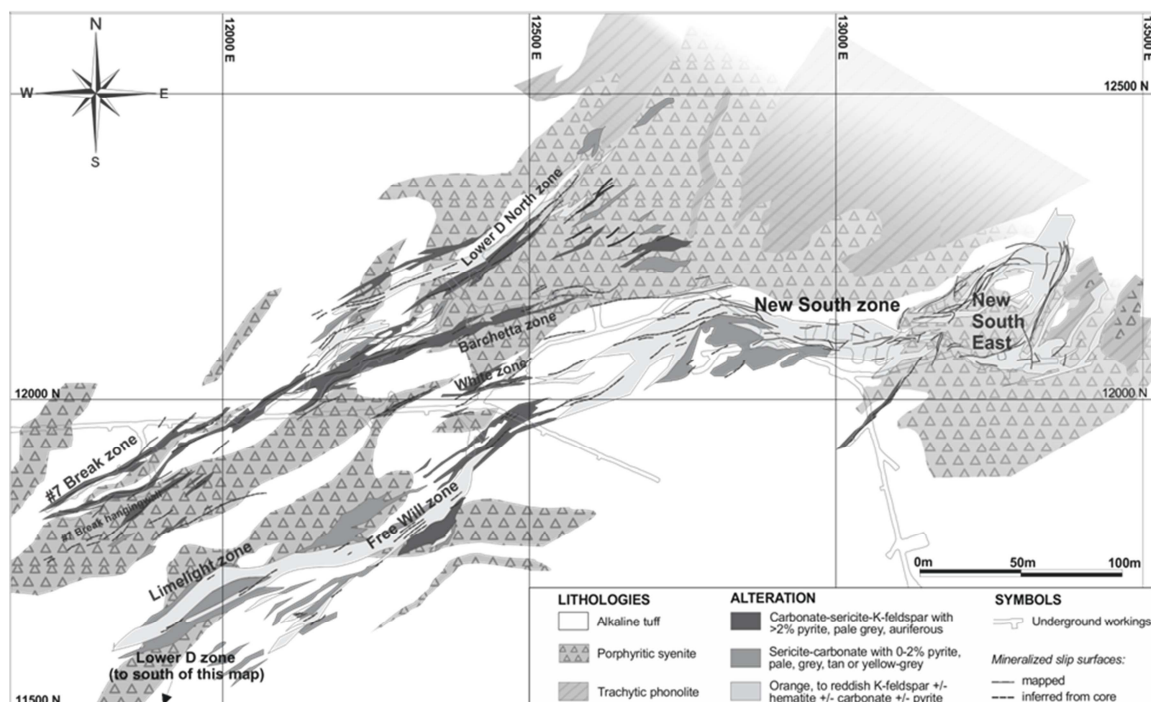 N
W
E
S
12000 E
12500 E
13000 E
13500 E
12500 N
Lower D North zone
New South zone
New
South
East
Barchetta zone
White zone
12000 N
12000 N
#7 Break zone
#7 Break hangingwall
Free Will zone
Limelight zone
0m
50m
100m
Lower D zone
(to south of this map)
11500 N
LITHOLOGIES
Alkaline tuff
Porphyritic syenite
Trachytic phonolite
ALTERATION
Carbonate-sericite-K-feldspar with
>2% pyrite, pale grey, auriferous
Sericite-carbonate with 0-2% pyrite,
pale, grey, tan or yellow-grey
Orange, to reddish K-feldspar +/-
hematite +/- carbonate +/- pyrite
SYMBOLS
Underground workings
Mineralized slip surfaces:
mapped
inferred from core